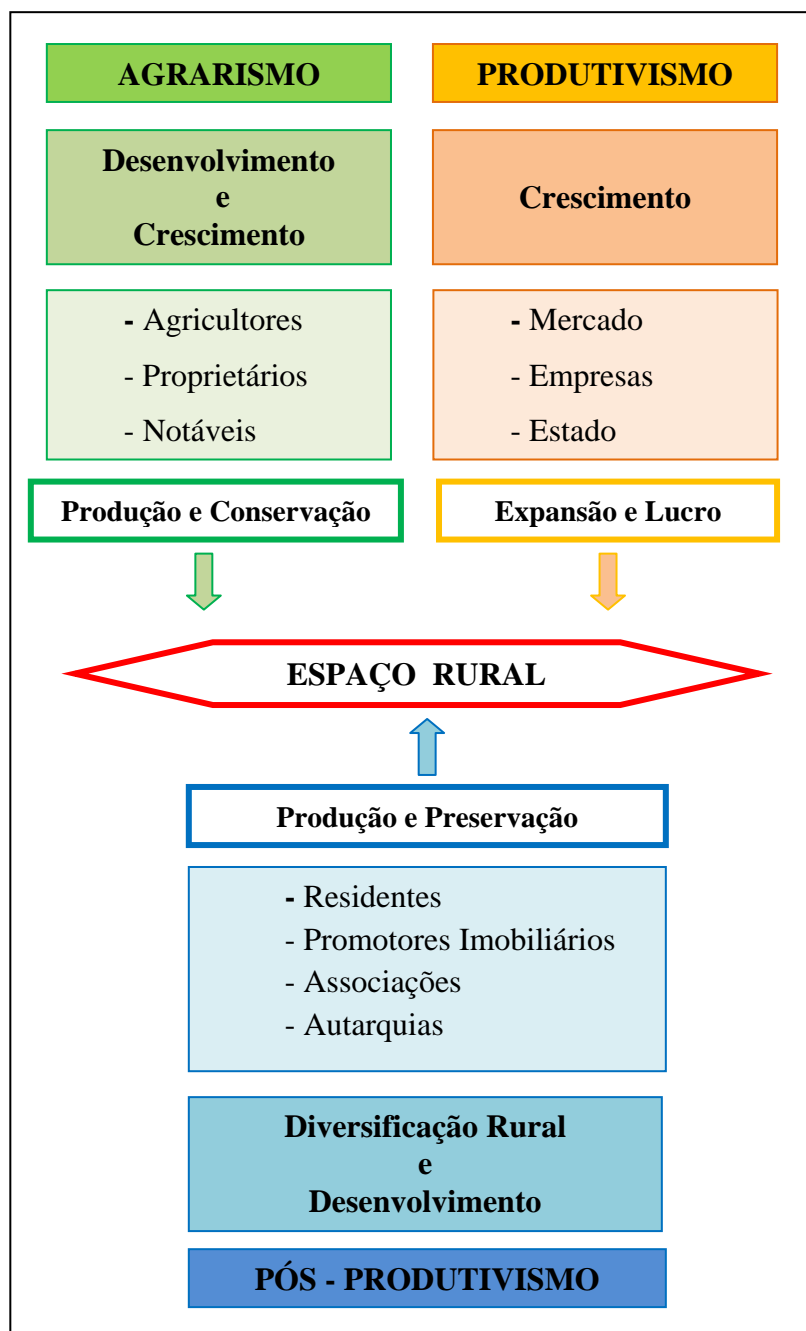 AGRARISMO
Desenvolvimento
e
Crescimento
- Agricultores
- Proprietários
- Notáveis
Produção e Conservação
PRODUTIVISMO
Crescimento
- Mercado
- Empresas
- Estado
Expansão e Lucro
ESPAÇO RURAL
Produção e Preservação
- Residentes
- Promotores Imobiliários
- Associações
- Autarquias
Diversificação Rural
e
Desenvolvimento
PÓS - PRODUTIVISMO